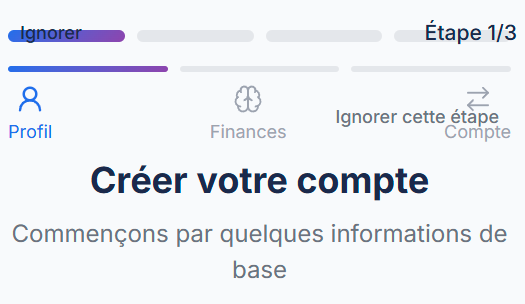 Ignorer
Étape 1/3
Ignorer cette étape
Profil
Finances
Compte
Créer votre compte
Commençons par quelques informations de
base